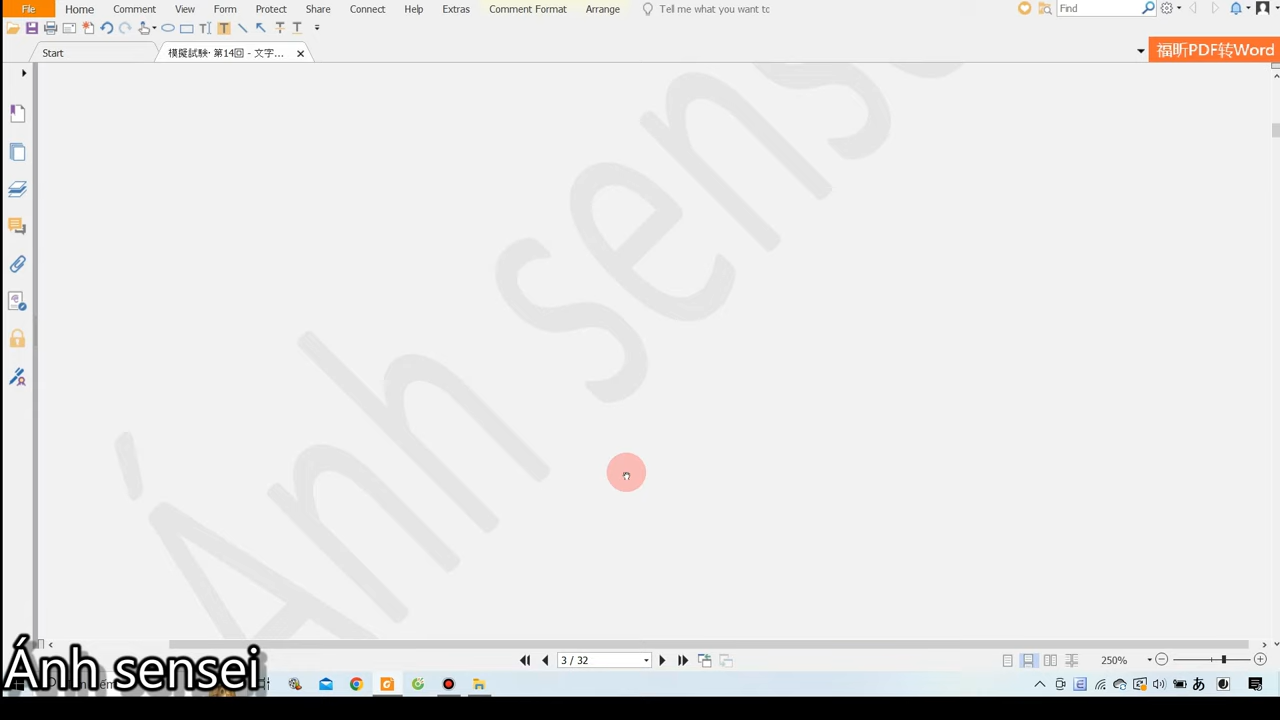 File Home Comment View Form Protect Share Connect Help Extras Comment Format Arrange Tell me what you want tc Find
Start 模擬試験· 第14回 - 文字... 福昕PDF转Word
Ánh sense
3 / 32 250%
Ánh sensei
あ